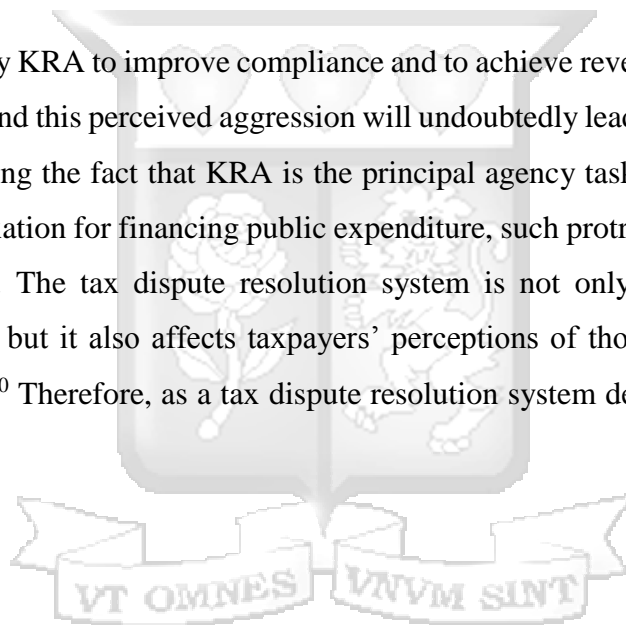 y KRA to improve compliance and to achieve reve
nd this perceived aggression will undoubtedly lead
ing the fact that KRA is the principal agency task
iation for financing public expenditure, such protr
. The tax dispute resolution system is not only
but it also affects taxpayers’ perceptions of tho
0 Therefore, as a tax dispute resolution system de
VT OMNES VNVM SINT